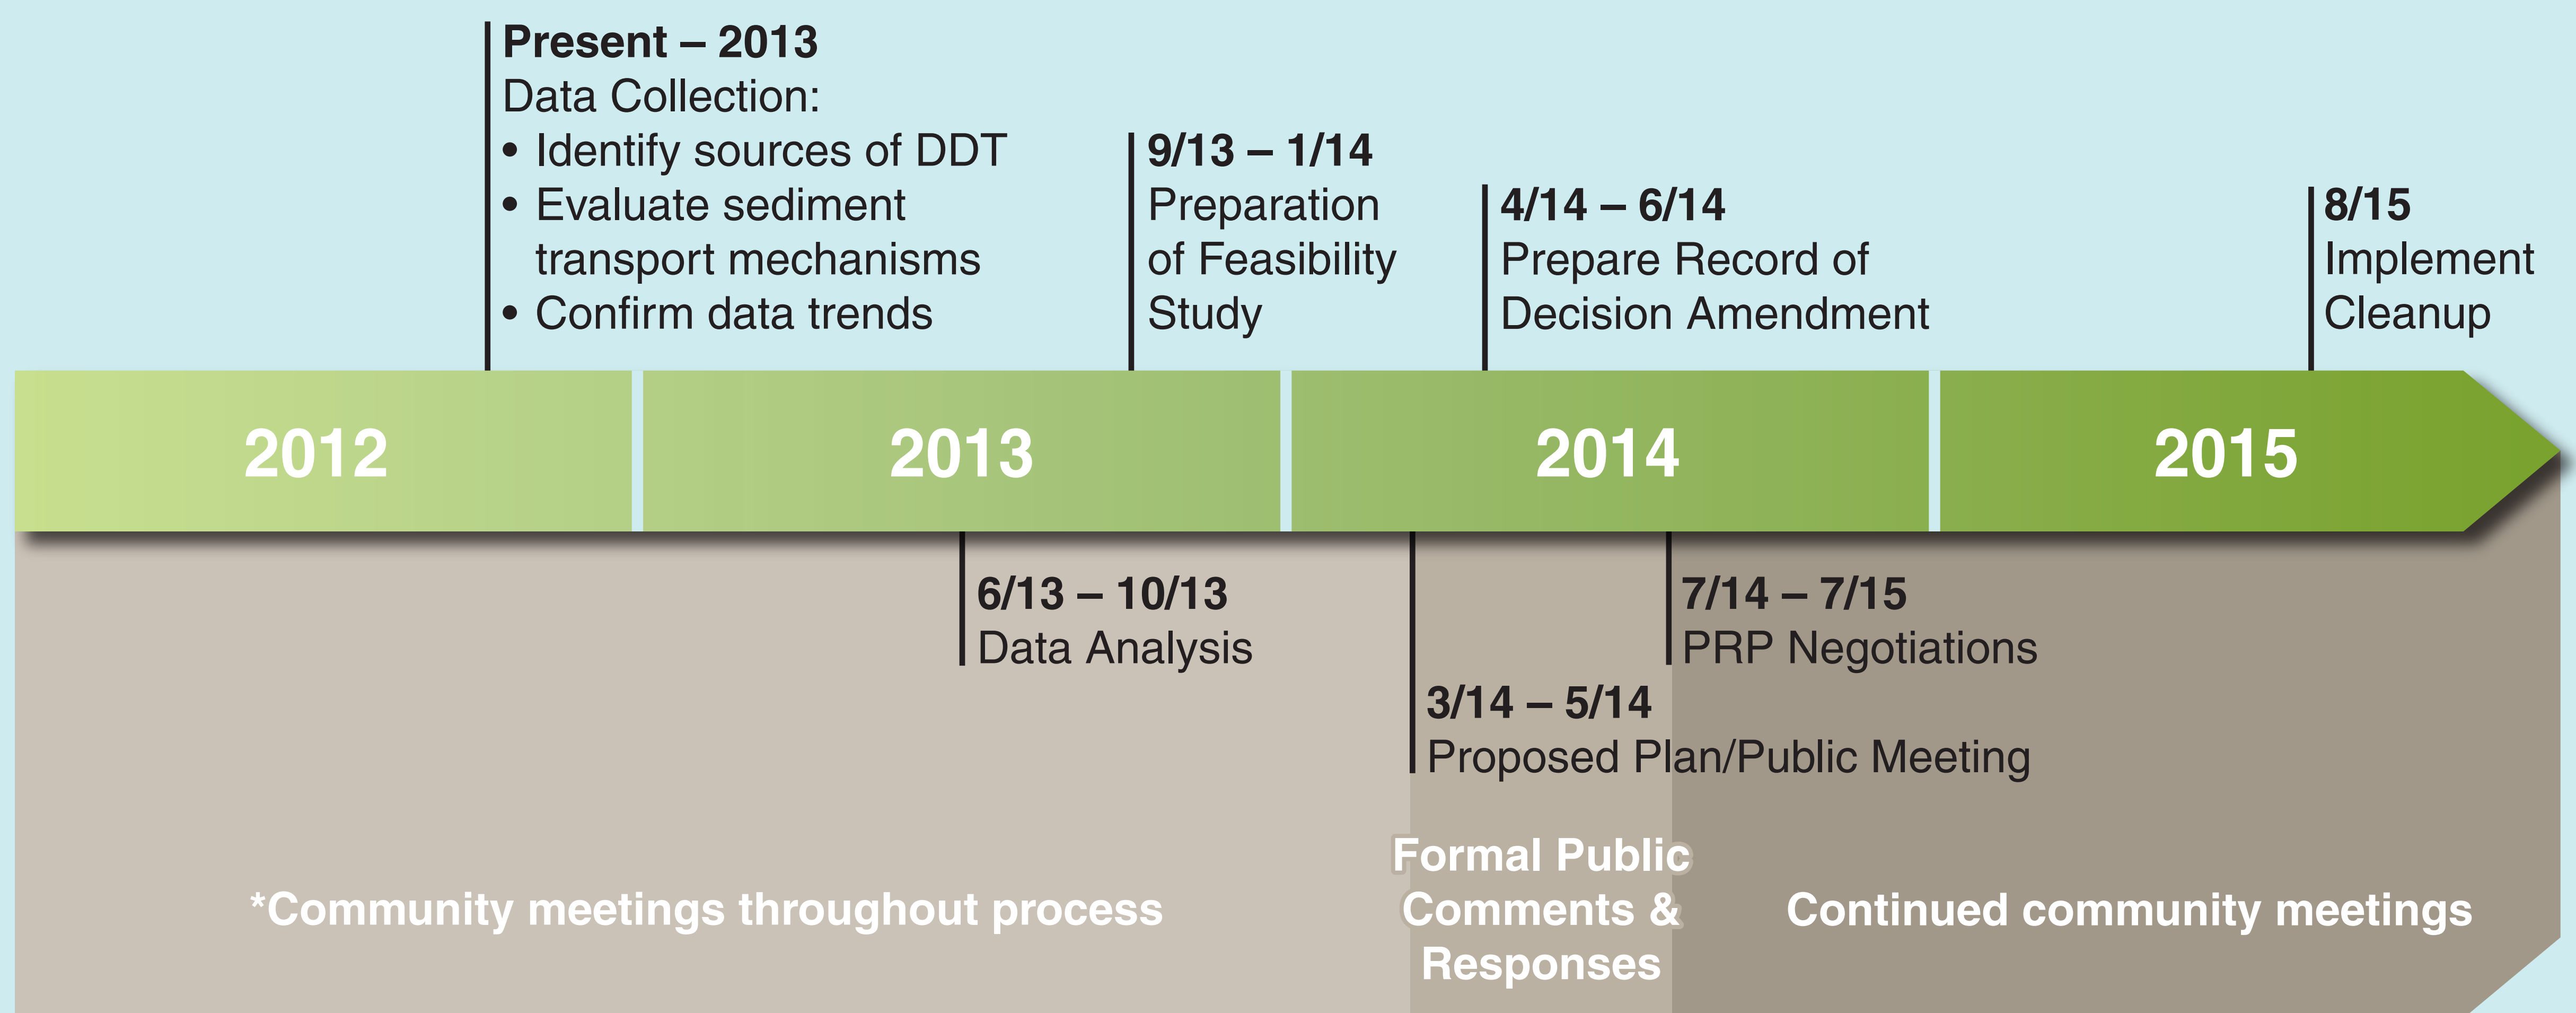 Present – 2013
Data Collection:
• Identify sources of DDT
• Evaluate sediment
transport mechanisms
• Confirm data trends
9/13 – 1/14
Preparation
of Feasibility
Study
4/14 – 6/14
Prepare Record of
Decision Amendment
8/15
Implement
Cleanup
2012
2013
2014
2015
6/13 – 10/13
Data Analysis
7/14 – 7/15
PRP Negotiations
3/14 – 5/14
Proposed Plan/Public Meeting
*Community meetings throughout process
Formal Public
Comments &
Responses
Continued community meetings